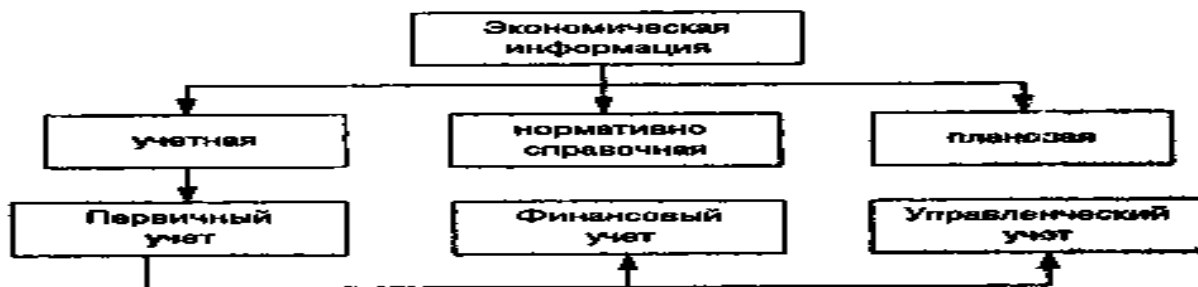 Экономическая
информация
учетная
нормативно
справочная
плановая
Первичный
учет
Финансовый
учет
Управленческий
учет